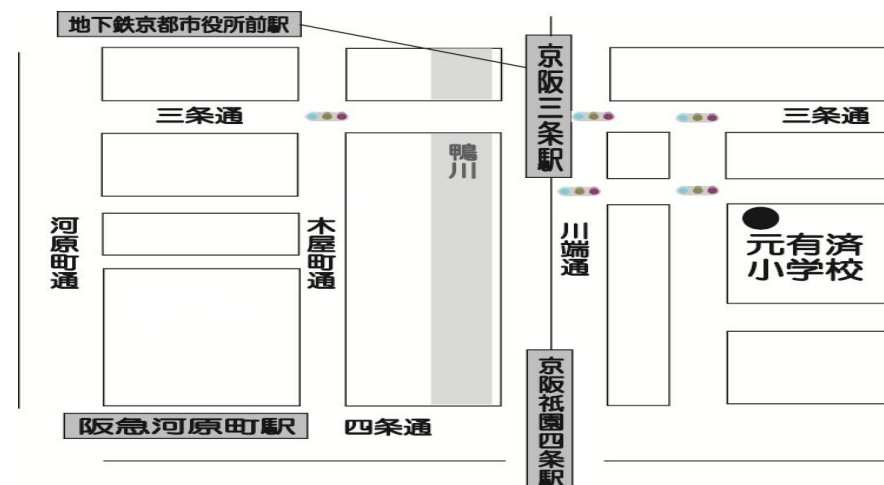 地下鉄京都市役所前駅
京阪三条駅
三条通
三条通
鴨川
河原町通
木屋町通
川端通
元有済
小学校
阪急河原町駅
四条通
京阪祇園四条駅